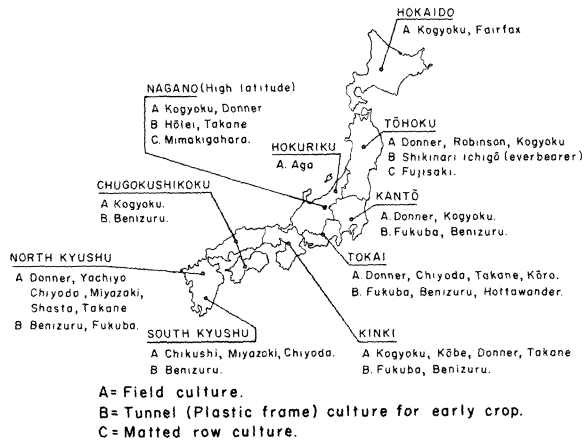 HOKAIDO
A Kogyoku, Fairfax
NAGANO (High latitude)
A Kogyoku, Donner
B Hōlei, Takane
C. Mimakigahara.
TŌHOKU
A Donner, Robinson, Kogyoku
B Shikinari Ichigō (everbearer)
C Fujisaki.
HOKURIKU
A. Aga
CHUGOKUSHIKOKU
A Kogyoku.
B. Benizuru.
KANTŌ
A. Donner, Kogyoku.
B. Fukuba, Benizuru.
TOKAI
A. Donner, Chiyoda, Takane, Kōro.
B. Fukuba, Benizuru, Hottawander.
NORTH KYUSHU
A Donner, Yachiyo
Chiyoda, Miyazaki,
Shasta, Takane
B Benizuru, Fukuba.
SOUTH KYUSHU
A Chikushi, Miyazaki, Chiyoda.
B Benizuru.
KINKI
A Kogyoku, Kōbe, Donner, Takane
B. Fukuba, Benizuru.
A= Field culture.
B= Tunnel (Plastic frame) culture for early crop.
C= Matted row culture.